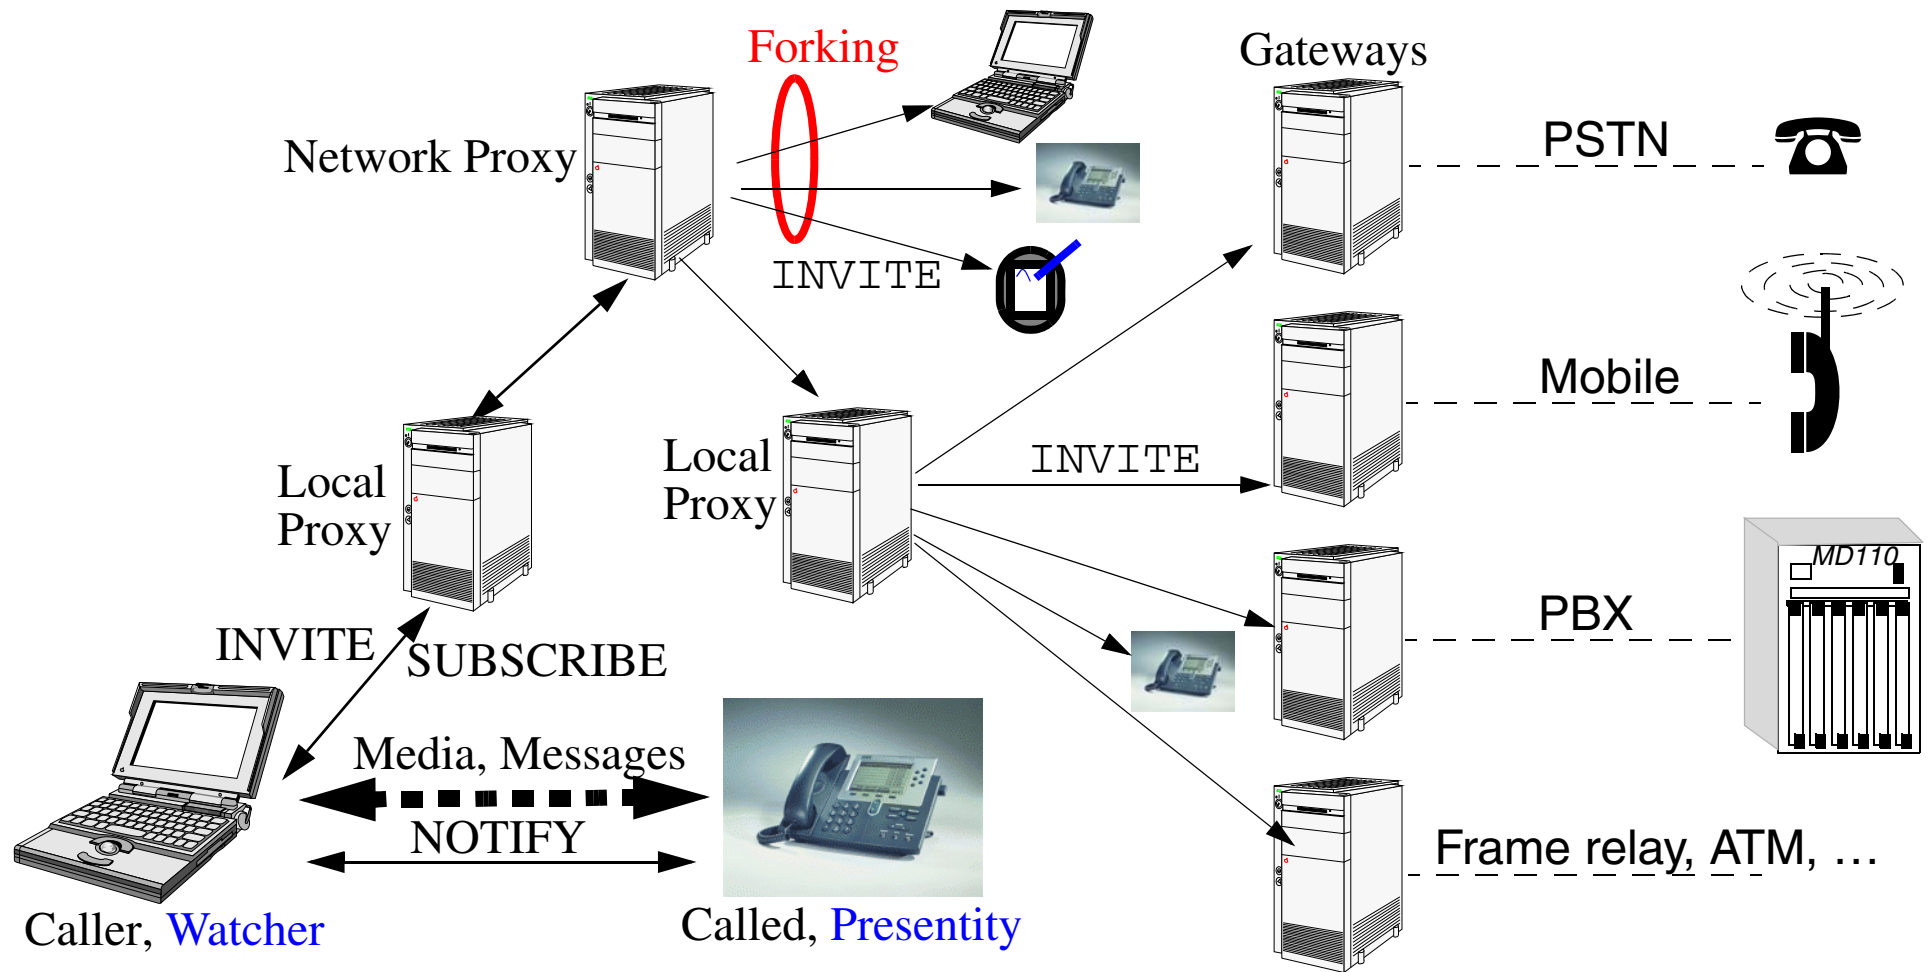 Forking
Gateways
Network Proxy
PSTN
INVITE
Mobile
Local
Proxy
Local
Proxy
INVITE
MD110
PBX
INVITE
SUBSCRIBE
Media, Messages
NOTIFY
Frame relay, ATM, …
Caller, Watcher
Called, Presentity